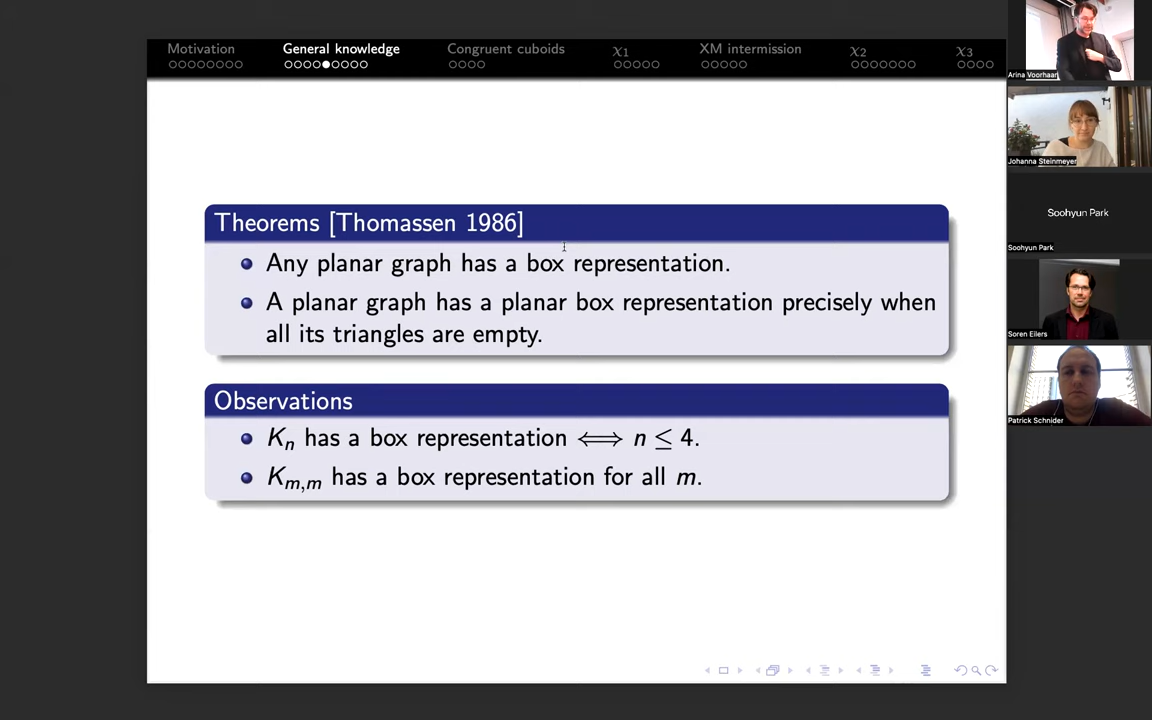 Motivation General knowledge Congruent cuboids χ1 XM intermission χ2 χ3
Theorems [Thomassen 1986]
Any planar graph has a box representation.
A planar graph has a planar box representation precisely when
all its triangles are empty.
Observations
Kn has a box representation ⟺ n ≤ 4.
Km,m has a box representation for all m.
Arina Voorhaar
Johanna Steinmeyer
Soohyun Park
Soohyun Park
Soren Eilers
Patrick Schnider